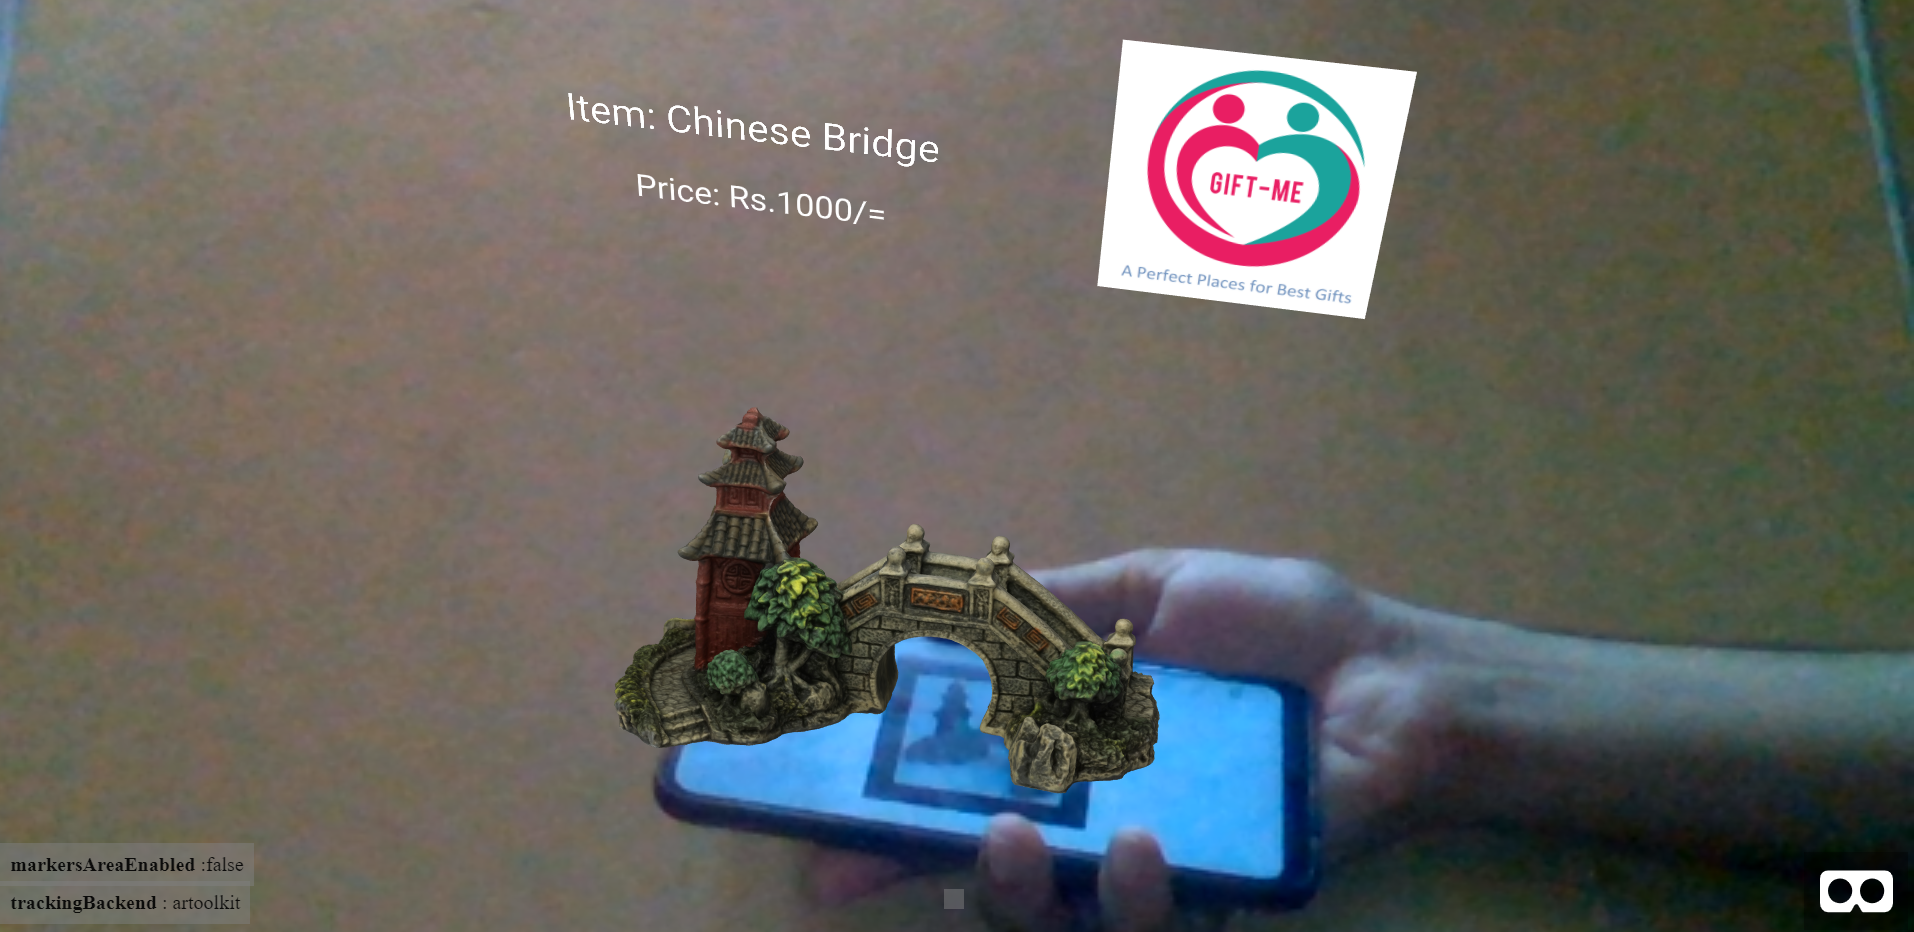 Item: Chinese Bridge
Price: Rs.1000/=
GIFT-ME
A Perfect Places for Best Gifts
markersAreaEnabled :false
trackingBackend : artoolkit